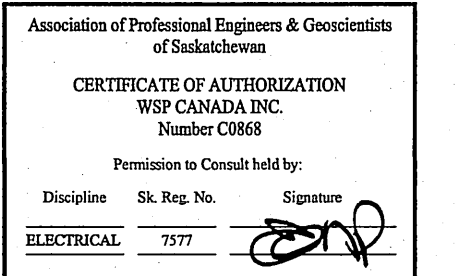 Association of Professional Engineers & Geoscientists
of Saskatchewan
CERTIFICATE OF AUTHORIZATION
WSP CANADA INC.
Number C0868
Permission to Consult held by:
Discipline Sk. Reg. No. Signature
ELECTRICAL 7577